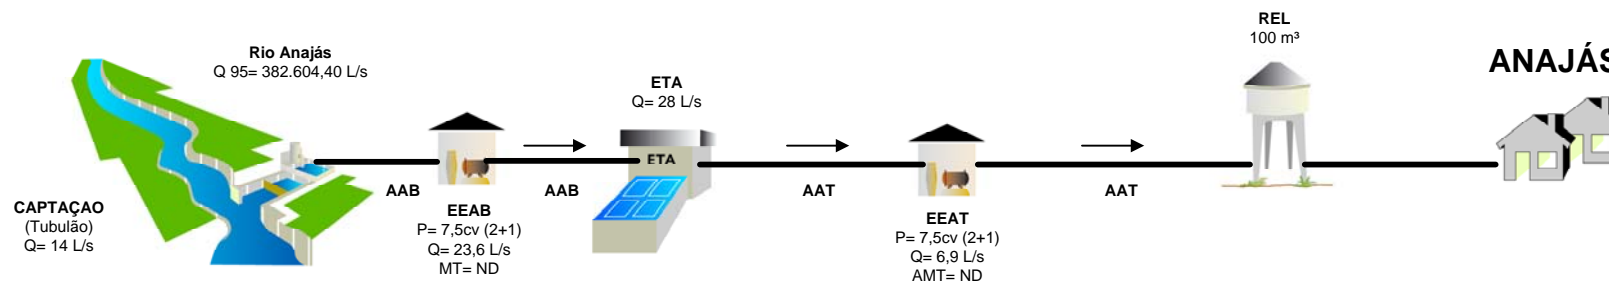 Rio Anajás
Q 95= 382.604,40 L/s
CAPTAÇAO
(Tubulão)
Q= 14 L/s
AAB
EEAB
P= 7,5cv (2+1)
Q= 23,6 L/s
MT= ND
AAB
ETA
Q= 28 L/s
ETA
AAT
EEAT
P= 7,5cv (2+1)
Q= 6,9 L/s
AMT= ND
AAT
REL
100 m³
ANAJÁS